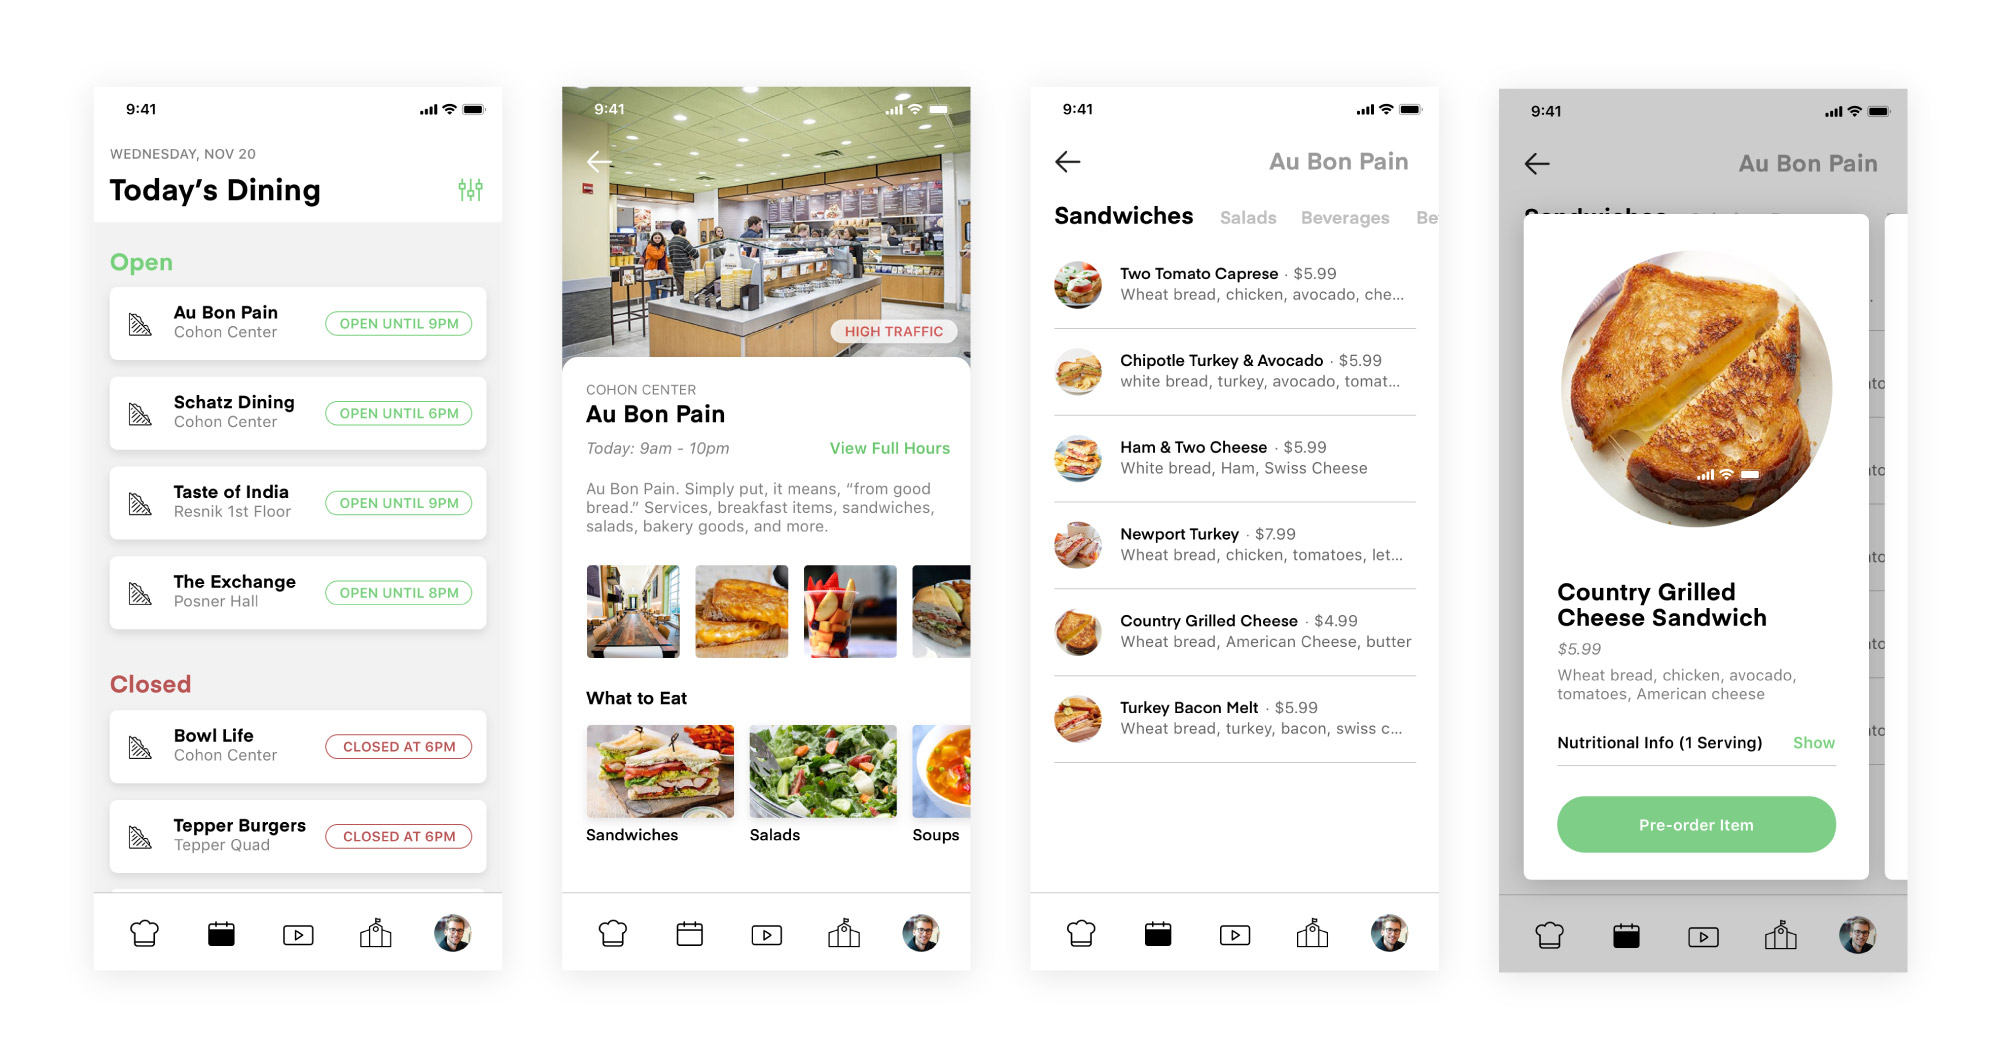 9:41
WEDNESDAY, NOV 20
Today's Dining
Open
Au Bon Pain
Cohon Center
OPEN UNTIL 9PM
Schatz Dining
Cohon Center
OPEN UNTIL 6PM
Taste of India
Resnik 1st Floor
OPEN UNTIL 9PM
The Exchange
Posner Hall
OPEN UNTIL 8PM
Closed
Bowl Life
Cohon Center
CLOSED AT 6PM
Tepper Burgers
Tepper Quad
CLOSED AT 6PM
9:41
HIGH TRAFFIC
COHON CENTER
Au Bon Pain
Today: 9am - 10pm
View Full Hours
Au Bon Pain. Simply put, it means, “from good
bread.” Services, breakfast items, sandwiches,
salads, bakery goods, and more.
What to Eat
Sandwiches
Salads
Soups
9:41
Au Bon Pain
Sandwiches Salads Beverages Be
Two Tomato Caprese · $5.99
Wheat bread, chicken, avocado, che...
Chipotle Turkey & Avocado · $5.99
white bread, turkey, avocado, tomat...
Ham & Two Cheese · $5.99
White bread, Ham, Swiss Cheese
Newport Turkey · $7.99
Wheat bread, chicken, tomatoes, let...
Country Grilled Cheese · $4.99
Wheat bread, American Cheese, butter
Turkey Bacon Melt · $5.99
Wheat bread, turkey, bacon, swiss c...
9:41
Au Bon Pain
Sandwiches
Country Grilled
Cheese Sandwich
$5.99
Wheat bread, chicken, avocado,
tomatoes, American cheese
Nutritional Info (1 Serving)
Show
Pre-order Item